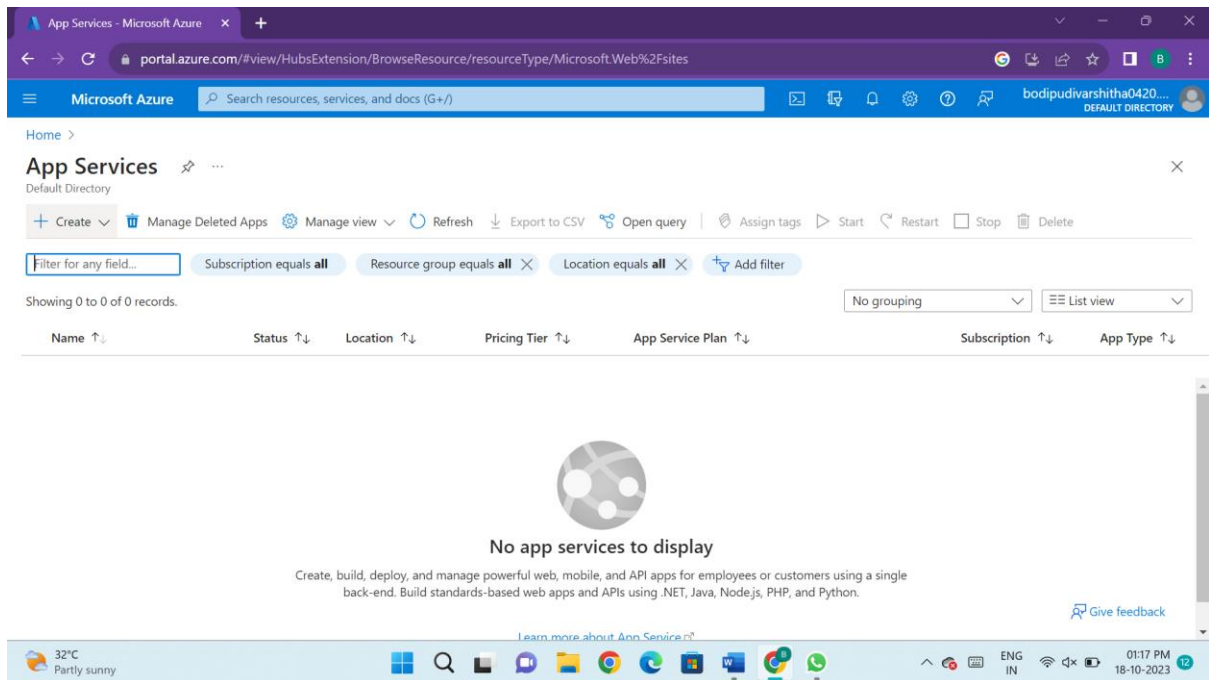 App Services - Microsoft Azure
portal.azure.com/#view/HubsExtension/BrowseResource/resourceType/Microsoft.Web%2Fsites
G
B
Microsoft Azure
Search resources, services, and docs (G+/)
bodipudivarshitha0420....
DEFAULT DIRECTORY
Home >
App Services
Default Directory
Create
Manage Deleted Apps
Manage view
Refresh
Export to CSV
Open query
Assign tags
Start
Restart
Stop
Delete
Filter for any field...
Subscription equals all
Resource group equals all
Location equals all
Add filter
Showing 0 to 0 of 0 records.
No grouping
List view
Name
Status
Location
Pricing Tier
App Service Plan
Subscription
App Type
No app services to display
Create, build, deploy, and manage powerful web, mobile, and API apps for employees or customers using a single
back-end. Build standards-based web apps and APIs using .NET, Java, Node.js, PHP, and Python.
Learn more about App Service
Give feedback
32°C
Partly sunny
ENG
IN
01:17 PM
18-10-2023
12